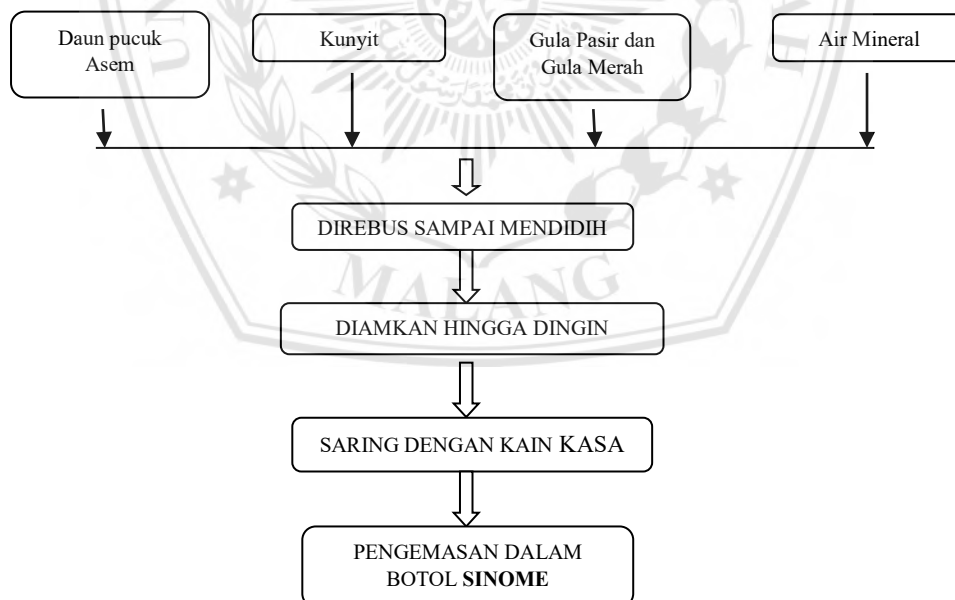 Daun pucuk
Asem
Kunyit
Gula Pasir dan
Gula Merah
Air Mineral
DIREBUS SAMPAI MENDIDIH
MALANG
DIAMKAN HINGGA DINGIN
SARING DENGAN KAIN KASA
PENGEMASAN DALAM
BOTOL SINOME